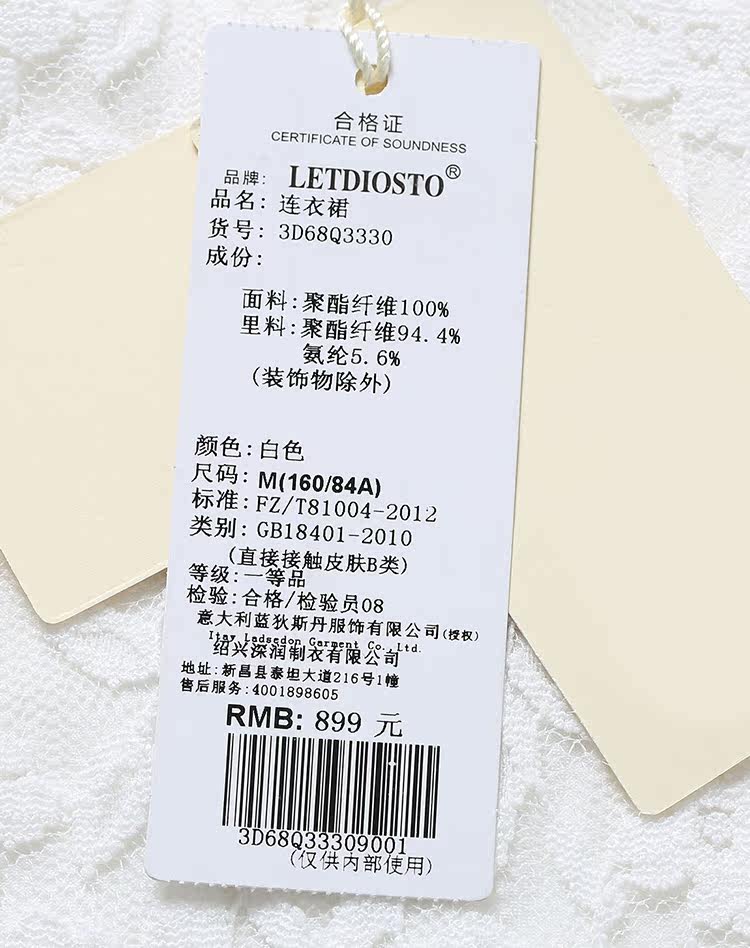 合格证
CERTIFICATE OF SOUNDNESS
品牌: LETDIOSTO®
品名: 连衣裙
货号: 3D68Q3330
成份:
面料:聚酯纤维100%
里料:聚酯纤维94.4%
氨纶5.6%
(装饰物除外)
颜色:白色
尺码: M(160/84A)
标准:FZ/T81004-2012
类别:GB18401-2010
(直接接触皮肤B类)
等级:一等品
检验:合格/检验员08
意大利蓝狄斯丹服饰有限公司(授权)
Itay Ladsedon Garment Co.,Ltd.
绍兴深润制衣有限公司
地址:新昌县泰坦大道216号1幢
售后服务:4001898605
RMB: 899 元
3D68Q33309001
(仅供内部使用)